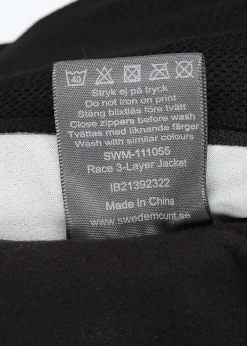 40
Stryk ej på tryck
Do not iron on print
Stäng blixtlås före tvätt
Close zippers before wash
Tvättas med liknande färger
Wash with similar colours
SWM-111055
Race 3-Layer Jacket
IB21392322
Made in China
www.swedemount.se